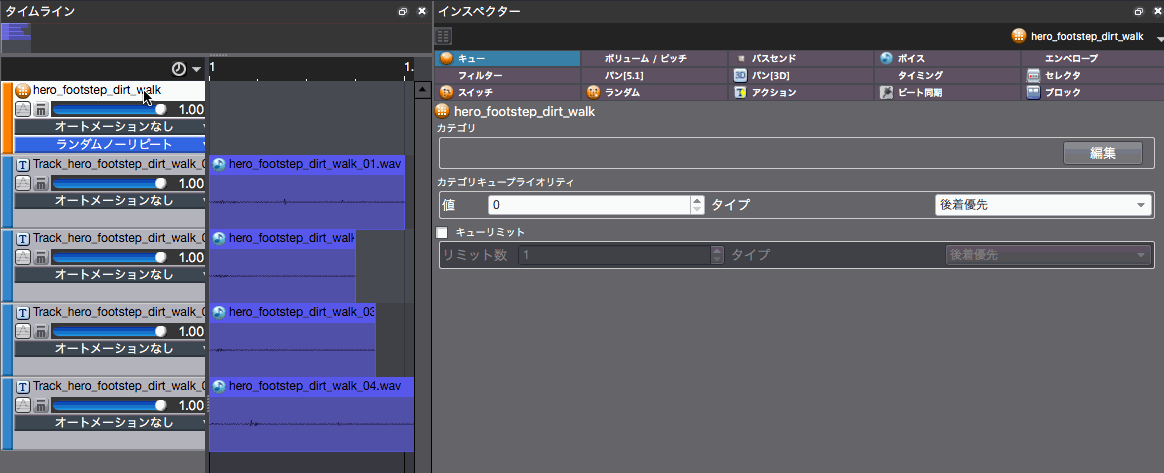 タイムライン
1
1.
hero_footstep_dirt_walk
1.00
オートメーションなし
ランダムノーリピート
Track_hero_footstep_dirt_walk_0
1.00
オートメーションなし
hero_footstep_dirt_walk_01.wav
Track_hero_footstep_dirt_walk_0
1.00
オートメーションなし
hero_footstep_dirt_walk
Track_hero_footstep_dirt_walk_0
1.00
オートメーションなし
hero_footstep_dirt_walk_03
Track_hero_footstep_dirt_walk_0
1.00
オートメーションなし
hero_footstep_dirt_walk_04.wav
インスペクター
hero_footstep_dirt_walk
キュー ボリューム / ピッチ バスセンド ボイス エンベロープ
フィルター パン[5.1] 3D パン[3D] タイミング セレクタ
スイッチ ランダム アクション ビート同期 ブロック
hero_footstep_dirt_walk
カテゴリ
編集
カテゴリキュープライオリティ
値 0 タイプ 後着優先
キューリミット
リミット数 1 タイプ 後着優先